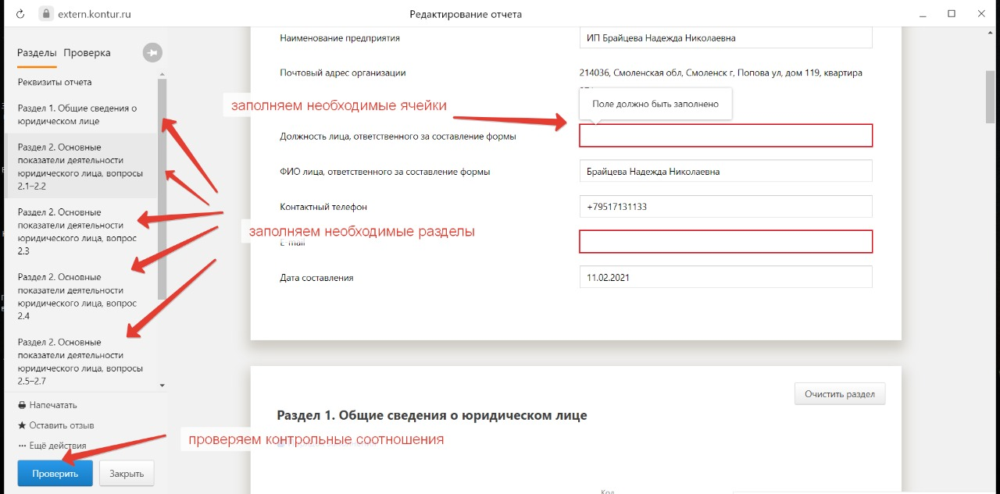 extern.kontur.ru
Редактирование отчета
Разделы Проверка
Реквизиты отчета
Раздел 1. Общие сведения о
юридическом лице
Раздел 2. Основные
показатели деятельности
юридического лица, вопросы
2.1–2.2
Раздел 2. Основные
показатели деятельности
юридического лица, вопрос
2.3
Раздел 2. Основные
показатели деятельности
юридического лица, вопрос
2.4
Раздел 2. Основные
показатели деятельности
юридического лица, вопросы
2.5–2.7
Напечатать
Оставить отзыв
Ещё действия
Проверить Закрыть
Наименование предприятия ИП Брайцева Надежда Николаевна
Почтовый адрес организации 214036, Смоленская обл, Смоленск г, Попова ул, дом 119, квартира
Поле должно быть заполнено
заполняем необходимые ячейки
Должность лица, ответственного за составление формы
ФИО лица, ответственного за составление формы Брайцева Надежда Николаевна
Контактный телефон +79517131133
заполняем необходимые разделы
E-mail
Дата составления 11.02.2021
Очистить раздел
Раздел 1. Общие сведения о юридическом лице
проверяем контрольные соотношения
Код